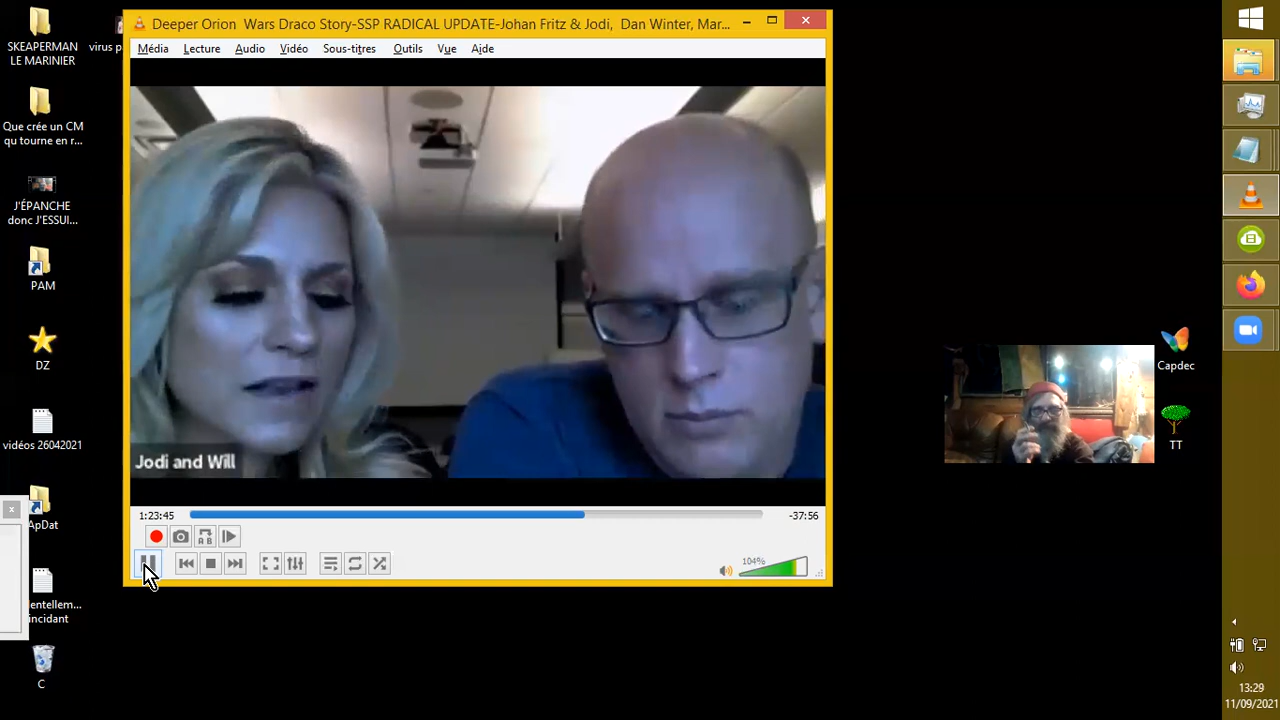 SKEAPERMAN
LE MARINIER
virus p
Que crée un CM
qu tourne en r...
J'ÉPANCHE
donc J'ESSUI...
PAM
DZ
vidéos 26042021
ApDat
entellem...
incidant
C
Deeper Orion Wars Draco Story-SSP RADICAL UPDATE-Johan Fritz & Jodi, Dan Winter, Mar...
Média Lecture Audio Vidéo Sous-titres Outils Vue Aide
Jodi and Will
1:23:45 -37:56
A B
104%
Capdec
TT
13:29
11/09/2021